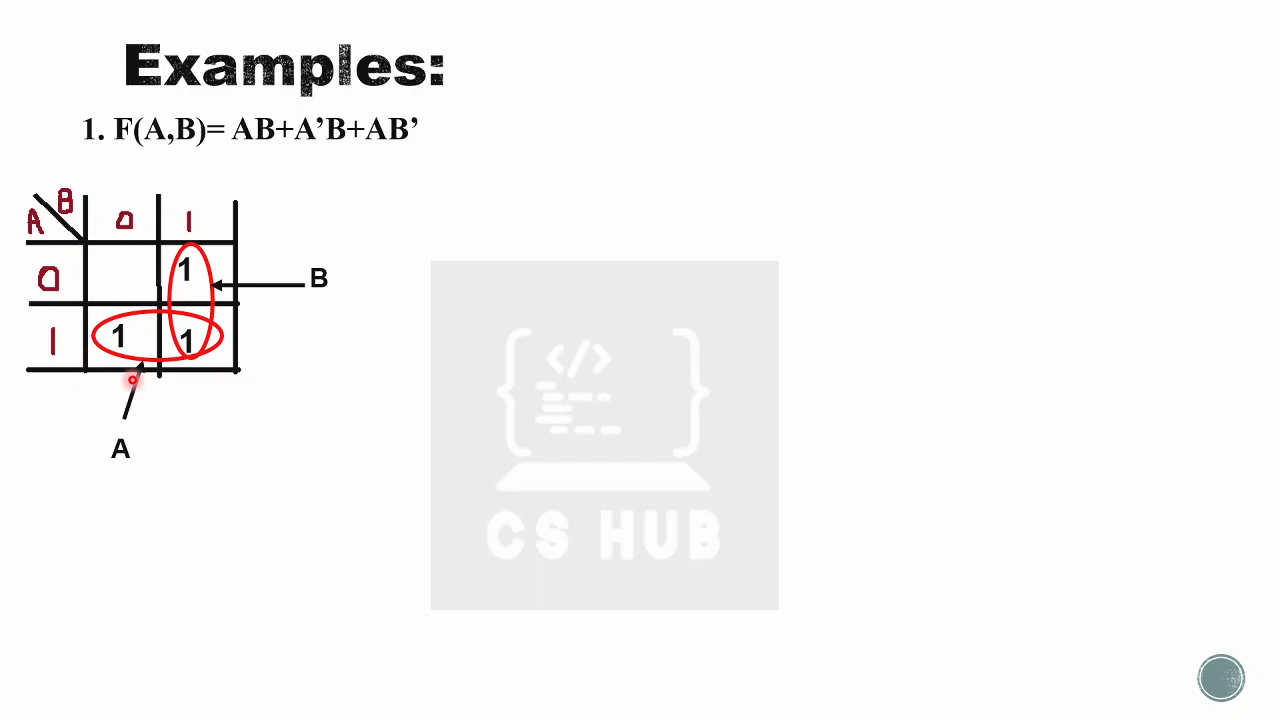 Examples:
1. F(A,B)= AB+A’B+AB’
B
A
0 1
0 1
B
1 1 1
A
</>
CS HUB